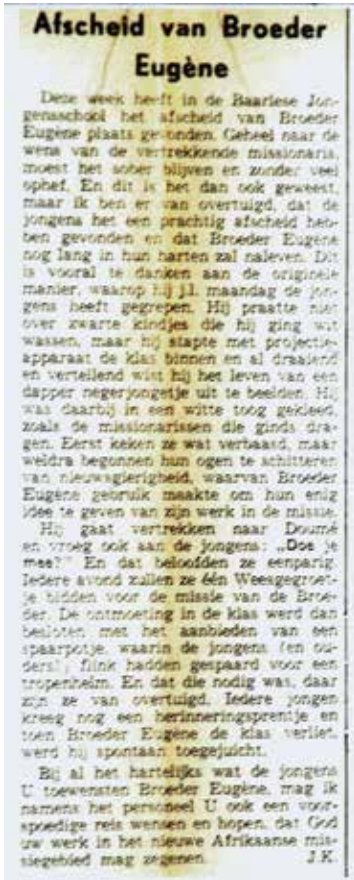 Afscheid van Broeder
Eugène
Deze week heeft in de Baarlese Jon-
gensschool het afscheid van Broeder
Eugène plaats gevonden. Geheel naar de
wens van de vertrekkende missionaris,
moest het sober blijven en zonder veel
ophef. En dit is het dan ook geweest,
maar ik ben er van overtuigd, dat de
jongens het een prachtig afscheid heb-
ben gevonden en dat Broeder Eugène
nog lang in hun harten zal naleven. Dit
is vooral te danken aan de originele
manier, waarop hij j.l. maandag de jon-
gens heeft gegrepen. Hij praatte niet
over zwarte kindjes die hij ging wit
wassen, maar hij stapte met projectie-
apparaat de klas binnen en al draaiend
en vertellend wist hij het leven van een
dapper negerjongetje uit te beelden. Hij
was daarbij in een witte toog gekleed,
zoals de missionarissen die ginds dra-
gen. Eerst keken ze wat verbaasd, maar
weldra begonnen hun ogen te schitteren
van nieuwsgierigheid, waarvan Broeder
Eugène gebruik maakte om hun enig
idee te geven van zijn werk in de missie.
Hij gaat vertrekken naar Doumé
en vroeg ook aan de jongens: „Doe je
mee?" En dat beloofden ze eenparig.
Iedere avond zullen ze één Weesgegroet-
je bidden voor de missie van de Broe-
der. De ontmoeting in de klas werd dan
besloten met het aanbieden van een
spaarpotje, waarin de jongens (en ou-
ders!) flink hadden gespaard voor een
tropenhelm. En dat die nodig was, daar
zijn ze van overtuigd. Iedere jongen
kreeg nog een herinneringsprentje en
toen Broeder Eugène de klas verliet,
werd hij spontaan toegejuicht.
Bij al het hartelijks wat de jongens
U toewensten Broeder Eugène, mag ik
namens het personeel U ook een voor-
spoedige reis wensen en hopen, dat God
uw werk in het nieuwe Afrikaanse mis-
siegebied mag zegenen. J.K.